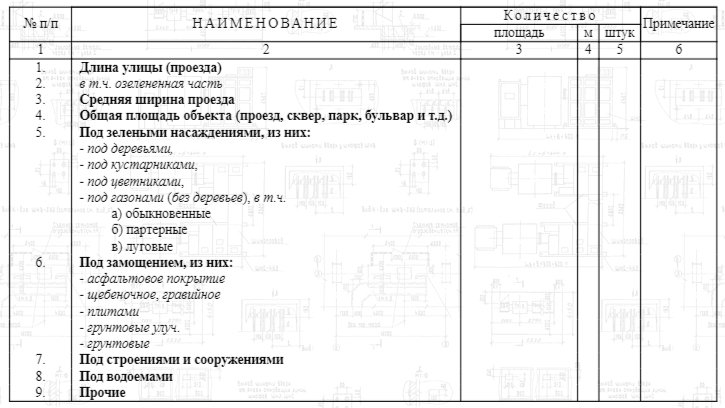 № п/п НАИМЕНОВАНИЕ Количество Примечание
площадь м штук
1 2 3 4 5 6
1. Длина улицы (проезда)
2. в т.ч. озелененная часть
3. Средняя ширина проезда
4. Общая площадь объекта (проезд, сквер, парк, бульвар и т.д.)
5. Под зелеными насаждениями, из них:
- под деревьями,
- под кустарниками,
- под цветниками,
- под газонами (без деревьев), в т.ч.
а) обыкновенные
б) партерные
в) луговые
6. Под замощением, из них:
- асфальтовое покрытие
- щебеночное, гравийное
- плитами
- грунтовые улуч.
- грунтовые
7. Под строениями и сооружениями
8. Под водоемами
9. Прочие